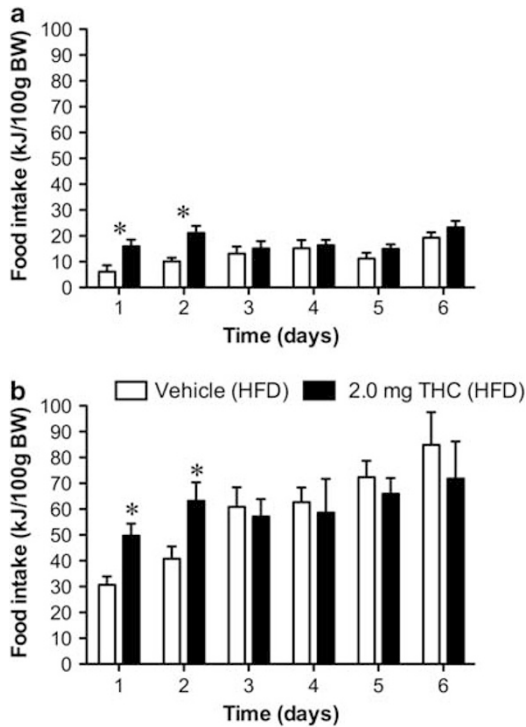 a
Food intake (kJ/100g BW)
100
90
80
70
60
50
40
30
20
10
0
* *
1 2 3 4 5 6
Time (days)
b
Vehicle (HFD) 2.0 mg THC (HFD)
Food intake (kJ/100g BW)
100
90
80
70
60
50
40
30
20
10
0
* *
1 2 3 4 5 6
Time (days)